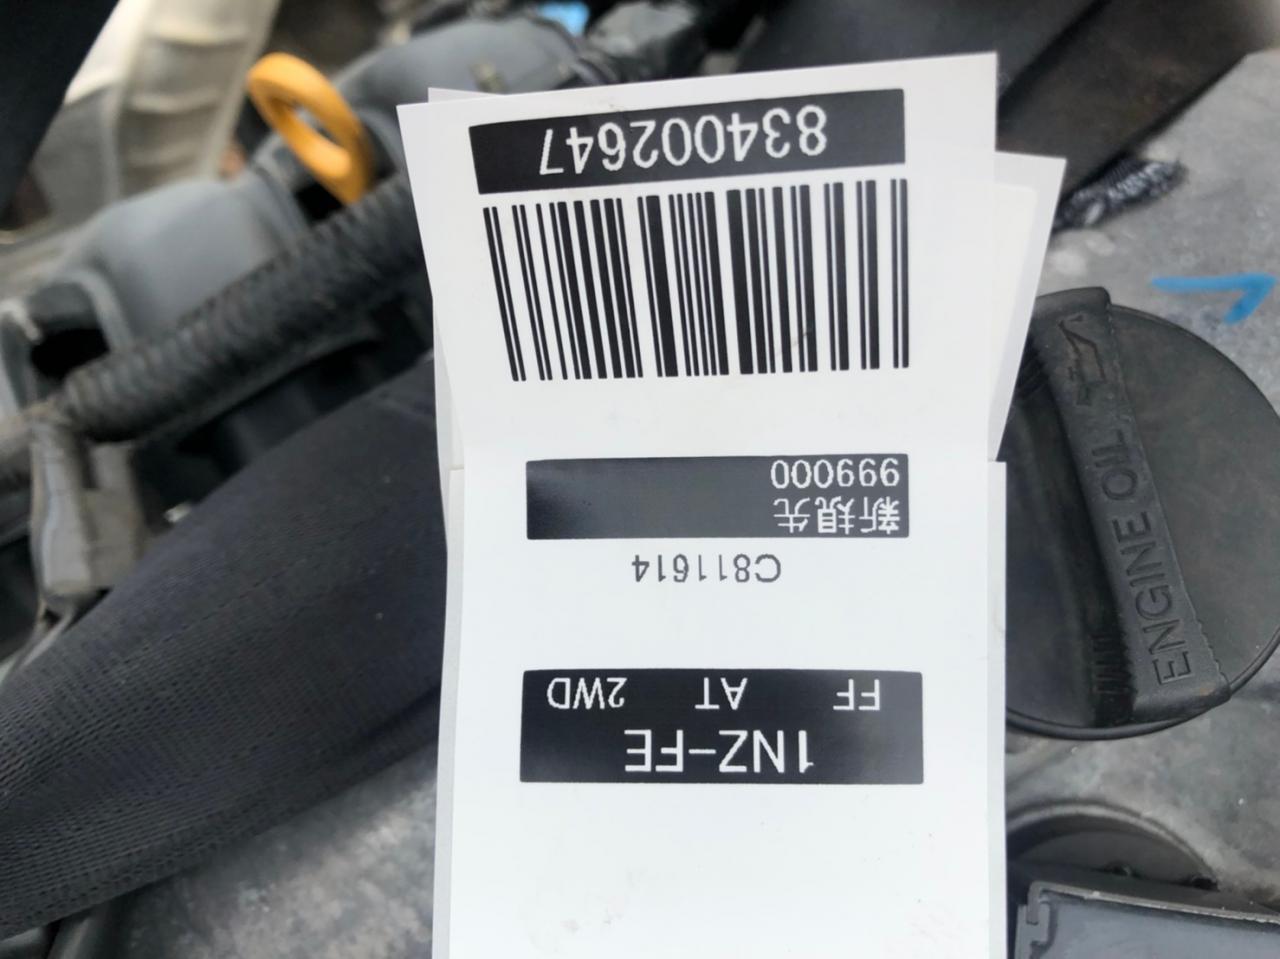 1NZ-FE
FF AT 2WD
C811614
新規先
999000
834002647
ENGINE OIL